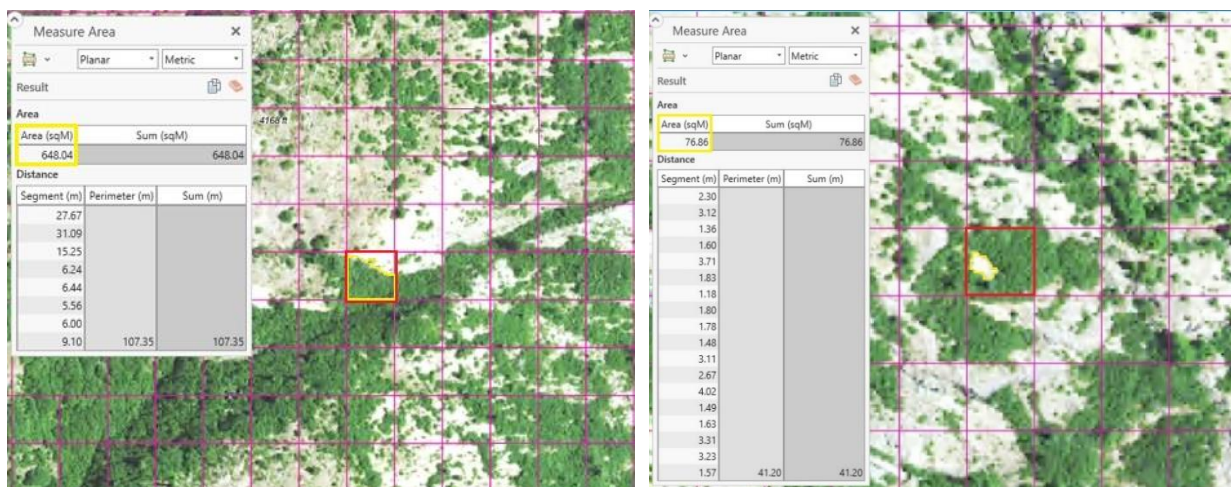 Measure Area
Planar Metric
Result
Area
Area (sqM) Sum (sqM)
648.04 648.04
Distance
Segment (m) Perimeter (m) Sum (m)
27.67
31.09
15.25
6.24
6.44
5.56
6.00
9.10 107.35 107.35
4168 ft
Measure Area
Planar Metric
Result
Area
Area (sqM) Sum (sqM)
76.86 76.86
Distance
Segment (m) Perimeter (m) Sum (m)
2.30
3.12
1.36
1.60
3.71
1.83
1.18
1.80
1.78
1.48
3.11
2.67
4.02
1.49
1.63
3.31
3.23
1.57 41.20 41.20